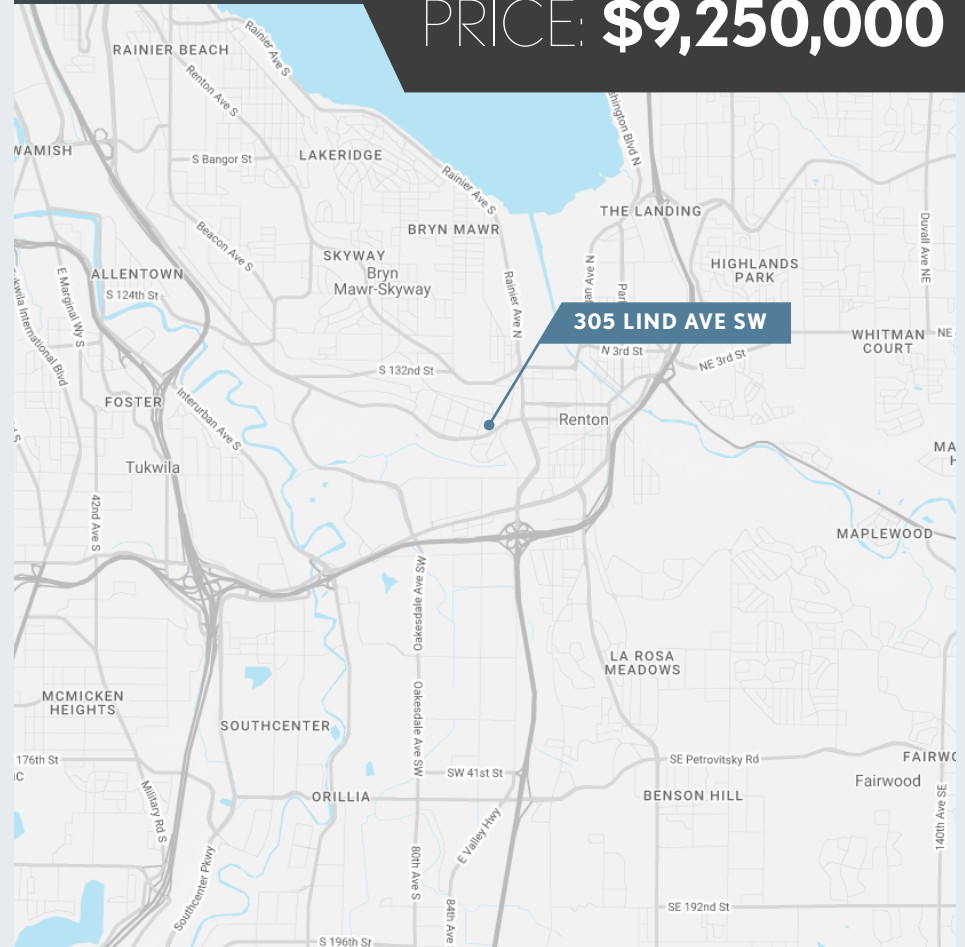 PRICE: $9,250,000
RAINIER BEACH
Rainier Ave S
Renton Ave S
S Bangor St
LAKERIDGE
Rainier Ave S
THE LANDING
BRYN MAWR
Beacon Ave S
SKYWAY
Bryn
Mawr-Skyway
HIGHLANDS
PARK
Duvall Ave NE
ALLENTOWN
S 124th St
E Marginal Wy S
Rainier Ave N
305 LIND AVE SW
WHITMAN
COURT
NE
N 3rd St
NE 3rd St
S 132nd St
FOSTER
Interurban Ave S
Renton
Tukwila
42nd Ave S
MAPLEWOOD
Oakesdale Ave SW
LA ROSA
MEADOWS
MCMICKEN
HEIGHTS
SOUTHCENTER
Oakesdale Ave SW
176th St
SW 41st St
SE Petrovitsky Rd
Fairwood
ORILLIA
BENSON HILL
Military Rd S
E Valley Hwy
140th Ave SE
Southcenter Pkwy
80th Ave S
84th Ave
SE 192nd St
S 196th St